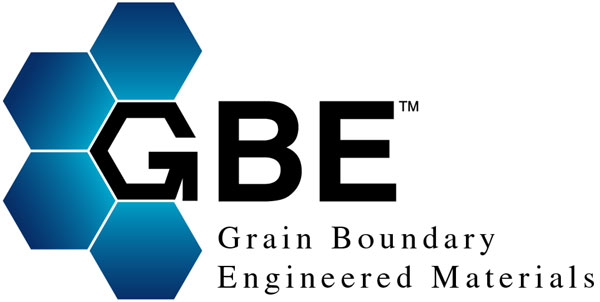 GBE™
Grain Boundary
Engineered Materials